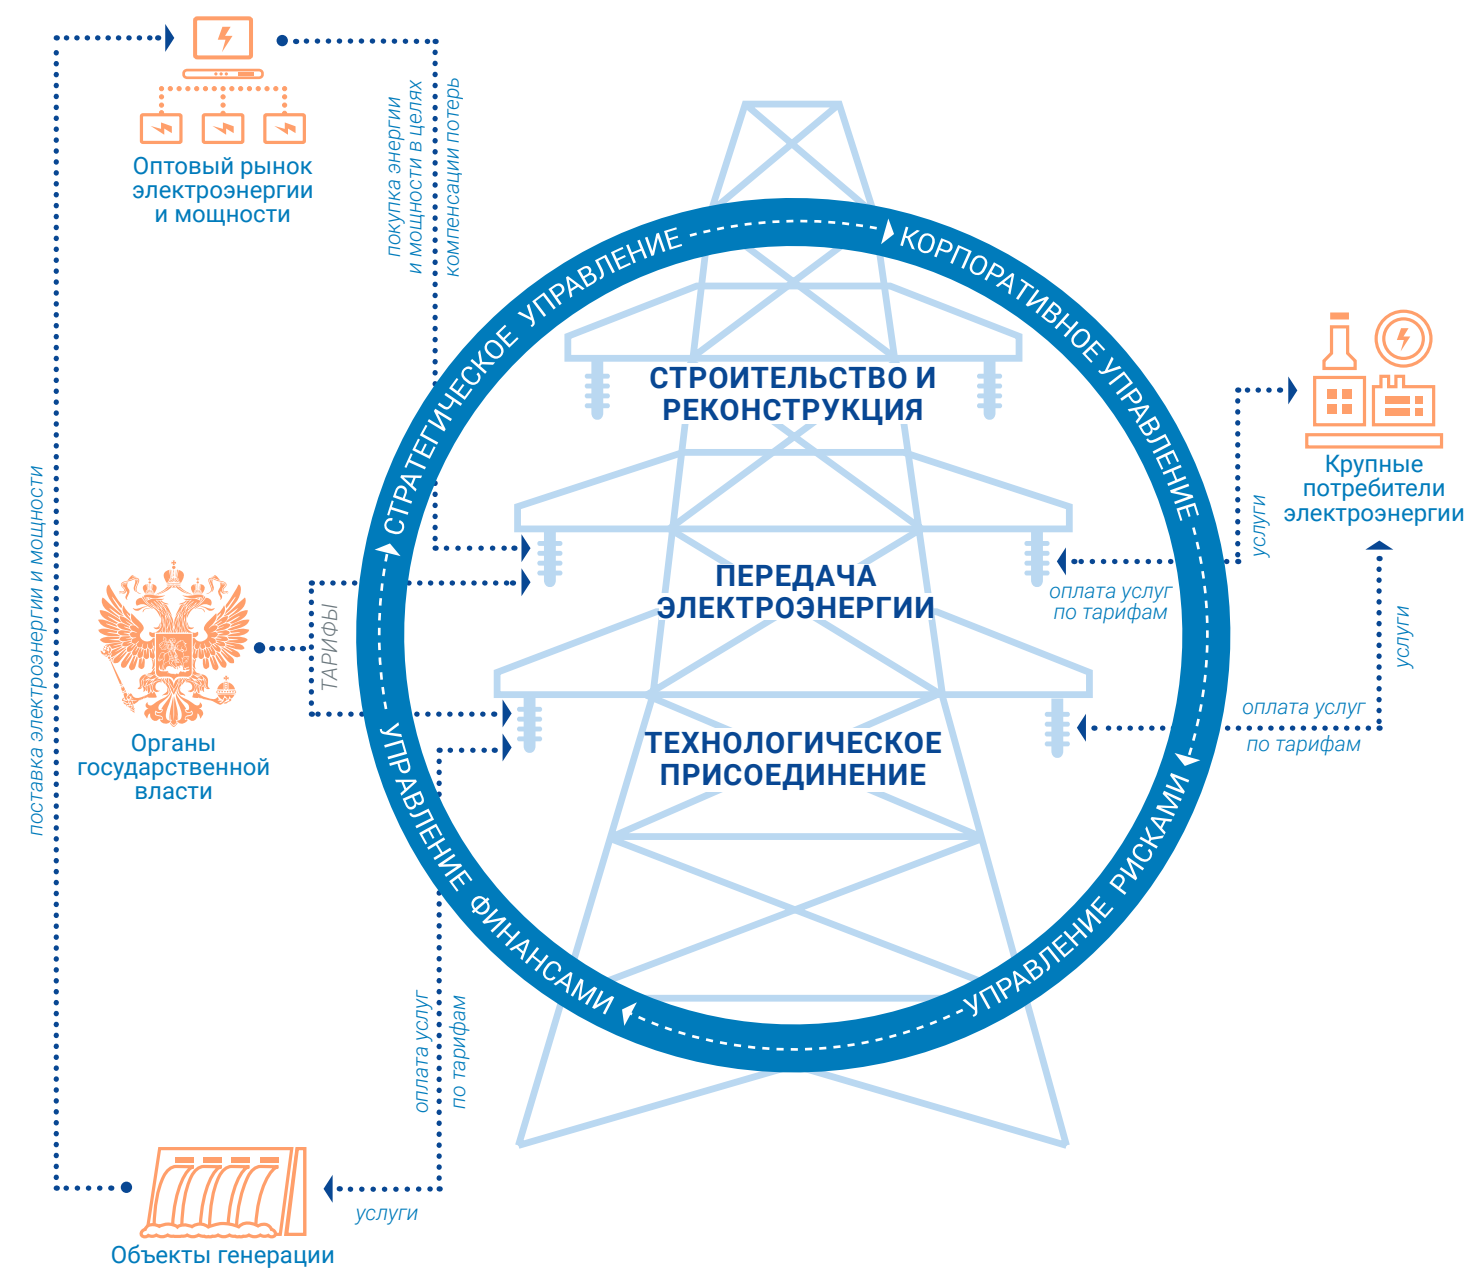 Оптовый рынок
электроэнергии
и мощности
покупка энергии
и мощности в целях
компенсации потерь
поставка электроэнергии и мощности
СТРАТЕГИЧЕСКОЕ УПРАВЛЕНИЕ
КОРПОРАТИВНОЕ УПРАВЛЕНИЕ
УПРАВЛЕНИЕ РИСКАМИ
УПРАВЛЕНИЕ ФИНАНСАМИ
СТРОИТЕЛЬСТВО И
РЕКОНСТРУКЦИЯ
ПЕРЕДАЧА
ЭЛЕКТРОЭНЕРГИИ
ТЕХНОЛОГИЧЕСКОЕ
ПРИСОЕДИНЕНИЕ
Крупные
потребители
электроэнергии
услуги
оплата услуг
по тарифам
услуги
оплата услуг
по тарифам
ТАРИФЫ
Органы
государственной
власти
оплата услуг
по тарифам
услуги
Объекты генерации